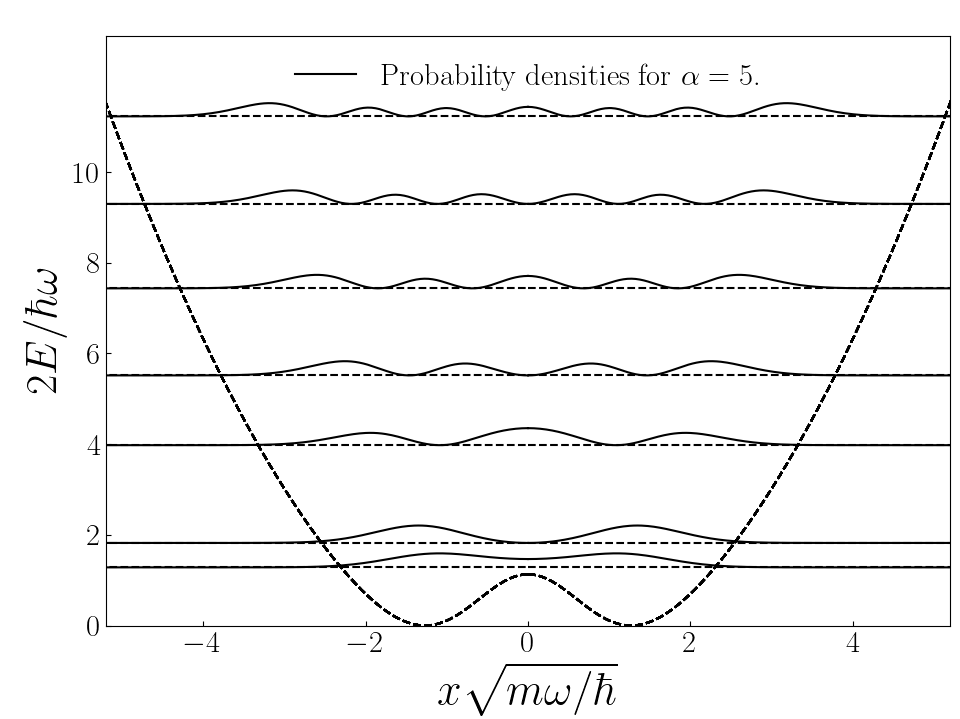 Probability densities for α = 5.
10
8
6
4
2
0
−4 −2 0 2 4
2E/ħω
x√mω/ħ